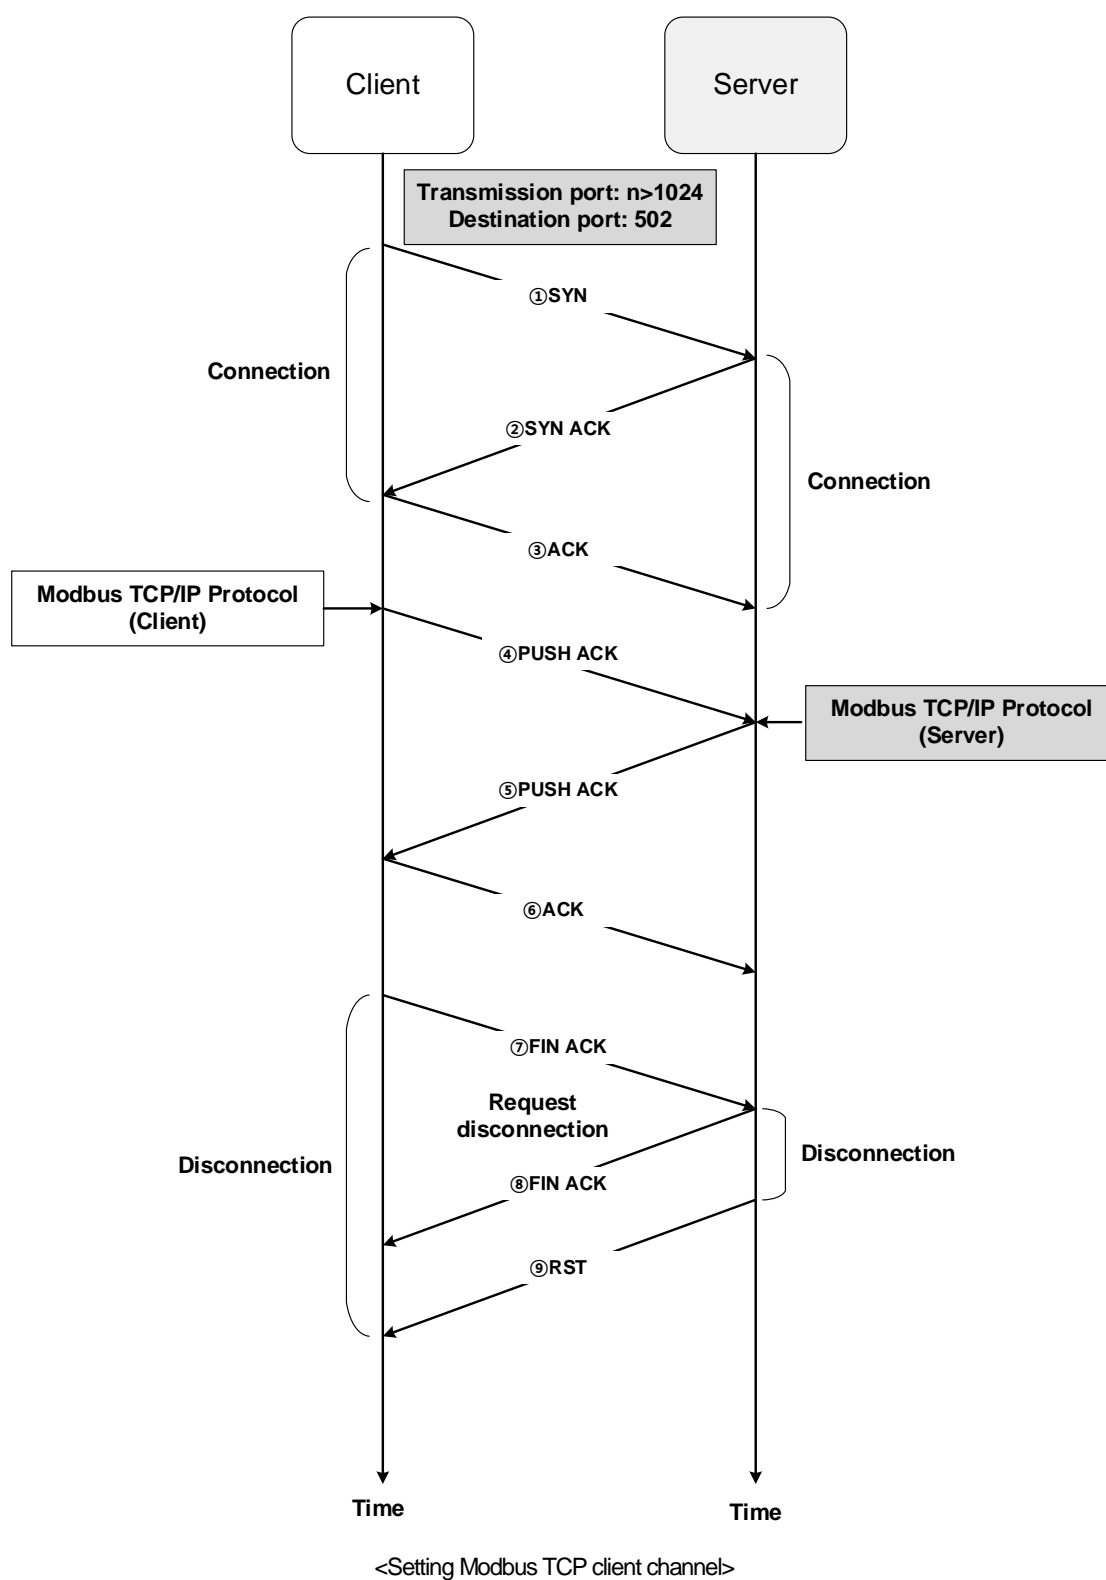 Client
Server
Transmission port: n>1024
Destination port: 502
①SYN
Connection
②SYN ACK
Connection
③ACK
Modbus TCP/IP Protocol
(Client)
④PUSH ACK
Modbus TCP/IP Protocol
(Server)
⑤PUSH ACK
⑥ACK
⑦FIN ACK
Request
disconnection
Disconnection
Disconnection
⑧FIN ACK
⑨RST
Time
Time
<Setting Modbus TCP client channel>